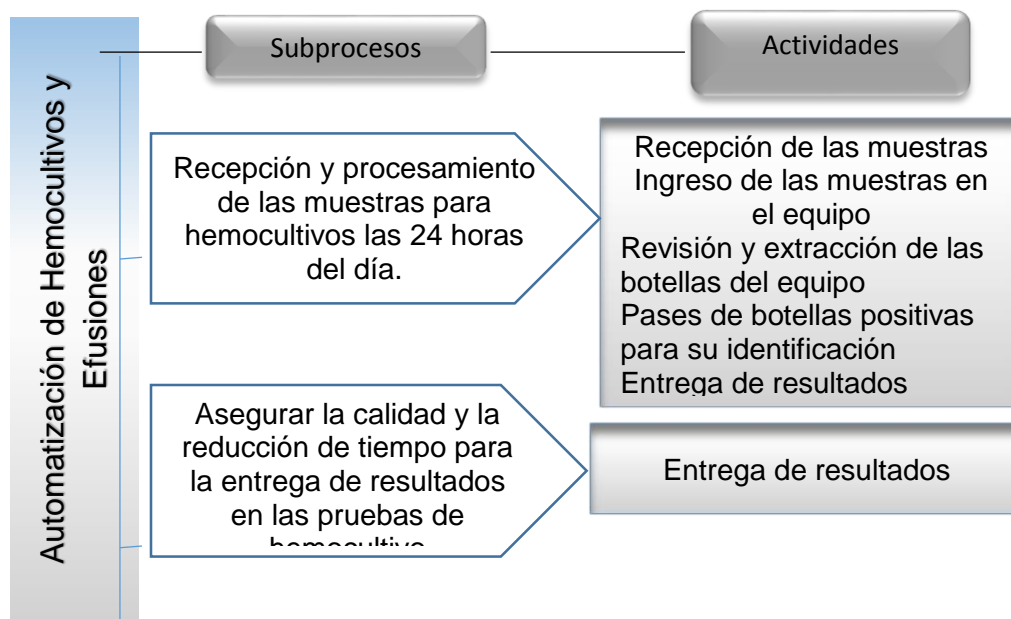 Automatización de Hemocultivos y
Efusiones
Subprocesos
Actividades
Recepción y procesamiento
de las muestras para
hemocultivos las 24 horas
del día.
Recepción de las muestras
Ingreso de las muestras en
el equipo
Revisión y extracción de las
botellas del equipo
Pases de botellas positivas
para su identificación
Entrega de resultados
Asegurar la calidad y la
reducción de tiempo para
la entrega de resultados
en las pruebas de
hemocultivo
Entrega de resultados